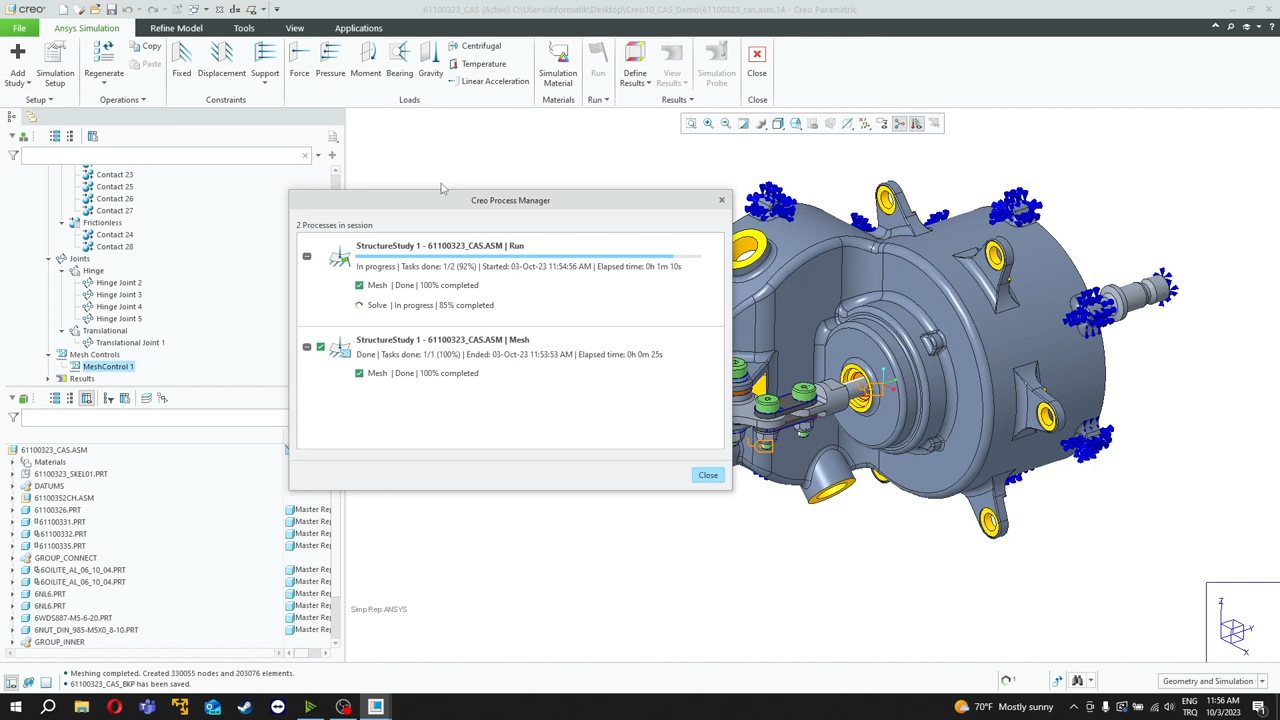 creo
61100323_CAS (Active) C:\Users\informatik\Desktop\Creo10_CAS_Demo\61100323_cas.asm.14 - Creo Parametric
File
Ansys Simulation
Refine Model
Tools
View
Applications
Add Study
Simulation Setup
Regenerate
Copy
Paste
Fixed
Displacement
Support
Force
Pressure
Moment
Bearing
Gravity
Centrifugal
Temperature
Linear Acceleration
Simulation Material
Run
Define Results
View Results
Simulation Probe
Close
Setup
Operations
Constraints
Loads
Materials
Run
Results
Close
Contact 23
Contact 25
Contact 26
Contact 27
Frictionless
Contact 24
Contact 28
Joints
Hinge
Hinge Joint 2
Hinge Joint 3
Hinge Joint 4
Hinge Joint 5
Translational
Translational Joint 1
Mesh Controls
MeshControl 1
Results
Creo Process Manager
2 Processes in session
StructureStudy 1 - 61100323_CAS.ASM | Run
In progress | Tasks done: 1/2 (92%) | Started: 03-Oct-23 11:54:56 AM | Elapsed time: 0h 1m 10s
Mesh | Done | 100% completed
Solve | In progress | 85% completed
StructureStudy 1 - 61100323_CAS.ASM | Mesh
Done | Tasks done: 1/1 (100%) | Ended: 03-Oct-23 11:53:53 AM | Elapsed time: 0h 0m 25s
Mesh | Done | 100% completed
Close
61100323_CAS.ASM
Materials
61100323_SKEL01.PRT
DATUMS
61100352CH.ASM
61100326.PRT Master Rep
61100331.PRT Master Rep
61100332.PRT Master Rep
61100335.PRT Master Rep
GROUP_CONNECT
6OILITE_AL_06_10_04.PRT Master Rep
6OILITE_AL_06_10_04.PRT Master Rep
6NL6.PRT Master Rep
6NL6.PRT Master Rep
6WDS887-M5-6-20.PRT Master Rep
6NUT_DIN_985-M5X0_8-10.PRT Master Rep
GROUP_INNER
Simp Rep:ANSYS
Z
Y
X
• Meshing completed. Created 330055 nodes and 203076 elements.
• 61100323_CAS_BKP has been saved.
1
Geometry and Simulation
70°F Mostly sunny
ENG
TRQ
11:56 AM
10/3/2023
1